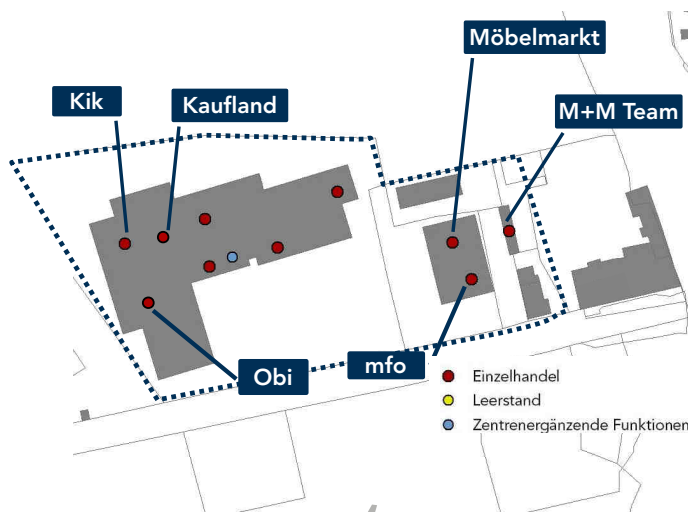 Möbelmarkt
Kik
Kaufland
M+M Team
Obi
mfo
Einzelhandel
Leerstand
Zentrenergänzende Funktionen